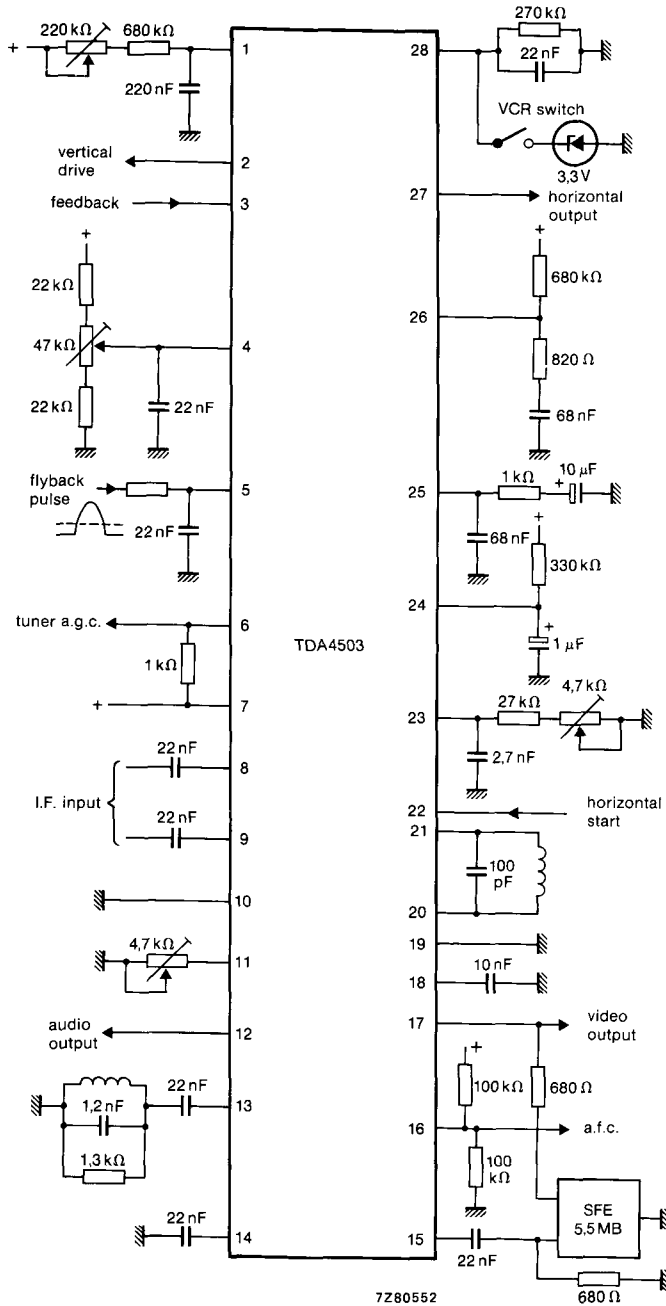 220 kΩ 680 kΩ
+
1
220 nF
vertical
drive
2
feedback
3
+
22 kΩ
47 kΩ
4
22 kΩ
22 nF
flyback
pulse
5
22 nF
tuner a.g.c.
6
1 kΩ
+
7
22 nF
8
I.F. input
22 nF
9
10
4,7 kΩ
11
audio
output
12
22 nF
13
1,2 nF
1,3 kΩ
22 nF
14
TDA4503
270 kΩ
28
22 nF
VCR switch
3,3 V
27
horizontal
output
+
680 kΩ
26
820 Ω
68 nF
25
1 kΩ
+
10 µF
68 nF
+
330 kΩ
24
+
1 µF
23
27 kΩ
4,7 kΩ
2,7 nF
22
horizontal
start
21
100
pF
20
19
18
10 nF
17
video
output
+
100 kΩ
680 Ω
16
a.f.c.
100
kΩ
SFE
5,5 MB
15
22 nF
680 Ω
7Z80552